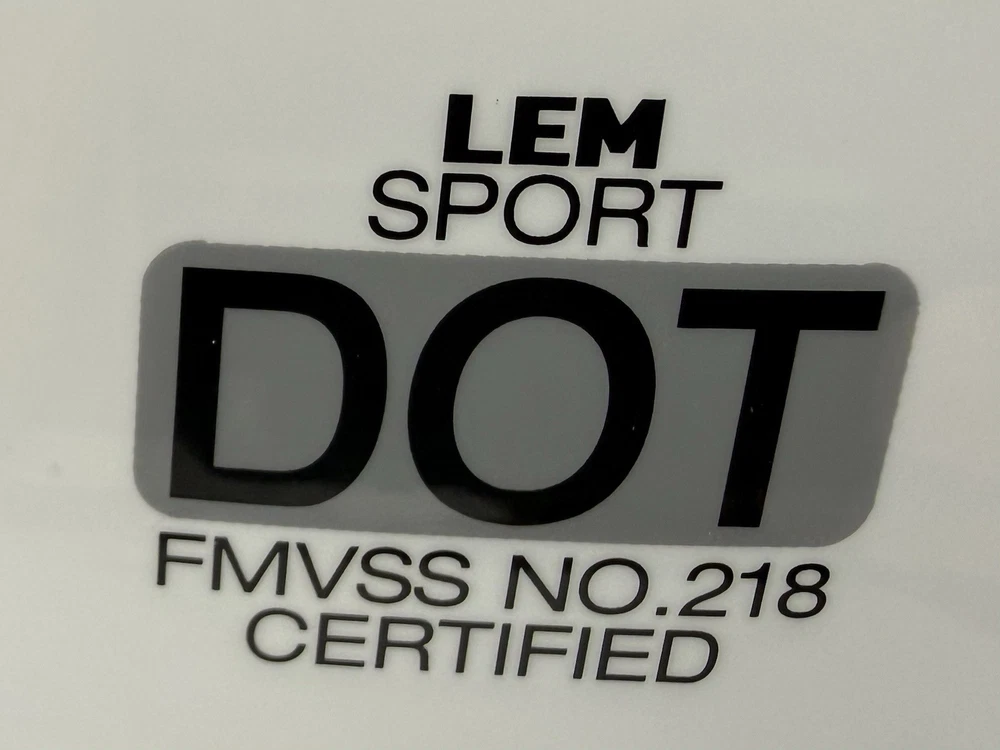 LEM
SPORT
DOT
FMVSS NO.218
CERTIFIED